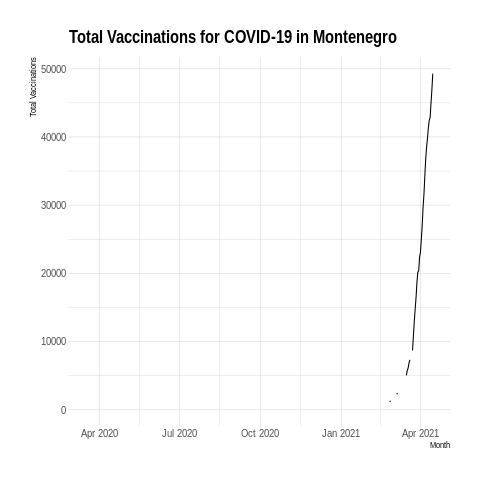 Total Vaccinations for COVID-19 in Montenegro
Total Vaccinations
50000
40000
30000
20000
10000
0
Apr 2020 Jul 2020 Oct 2020 Jan 2021 Apr 2021
Month